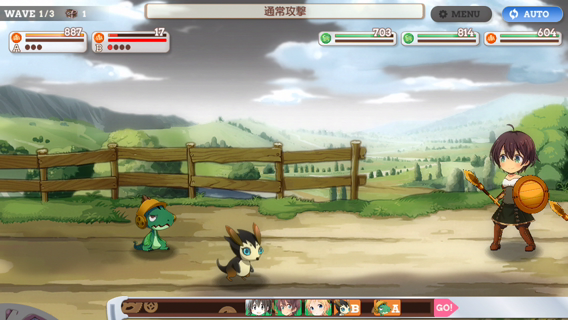 WAVE 1/3 1
通常攻撃
MENU
AUTO
887
17
703
814
604
A
B
B
A
GO!